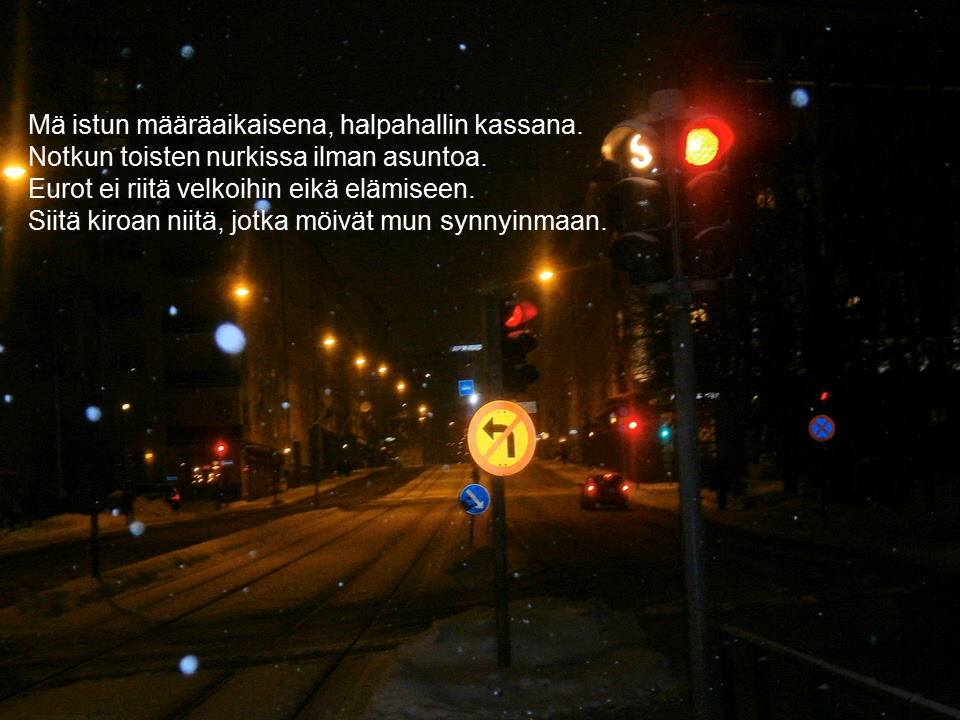 Mä istun määräaikaisena, halpahallin kassana.
Notkun toisten nurkissa ilman asuntoa.
Eurot ei riitä velkoihin eikä elämiseen.
Siitä kiroan niitä, jotka möivät mun synnyinmaan.
S